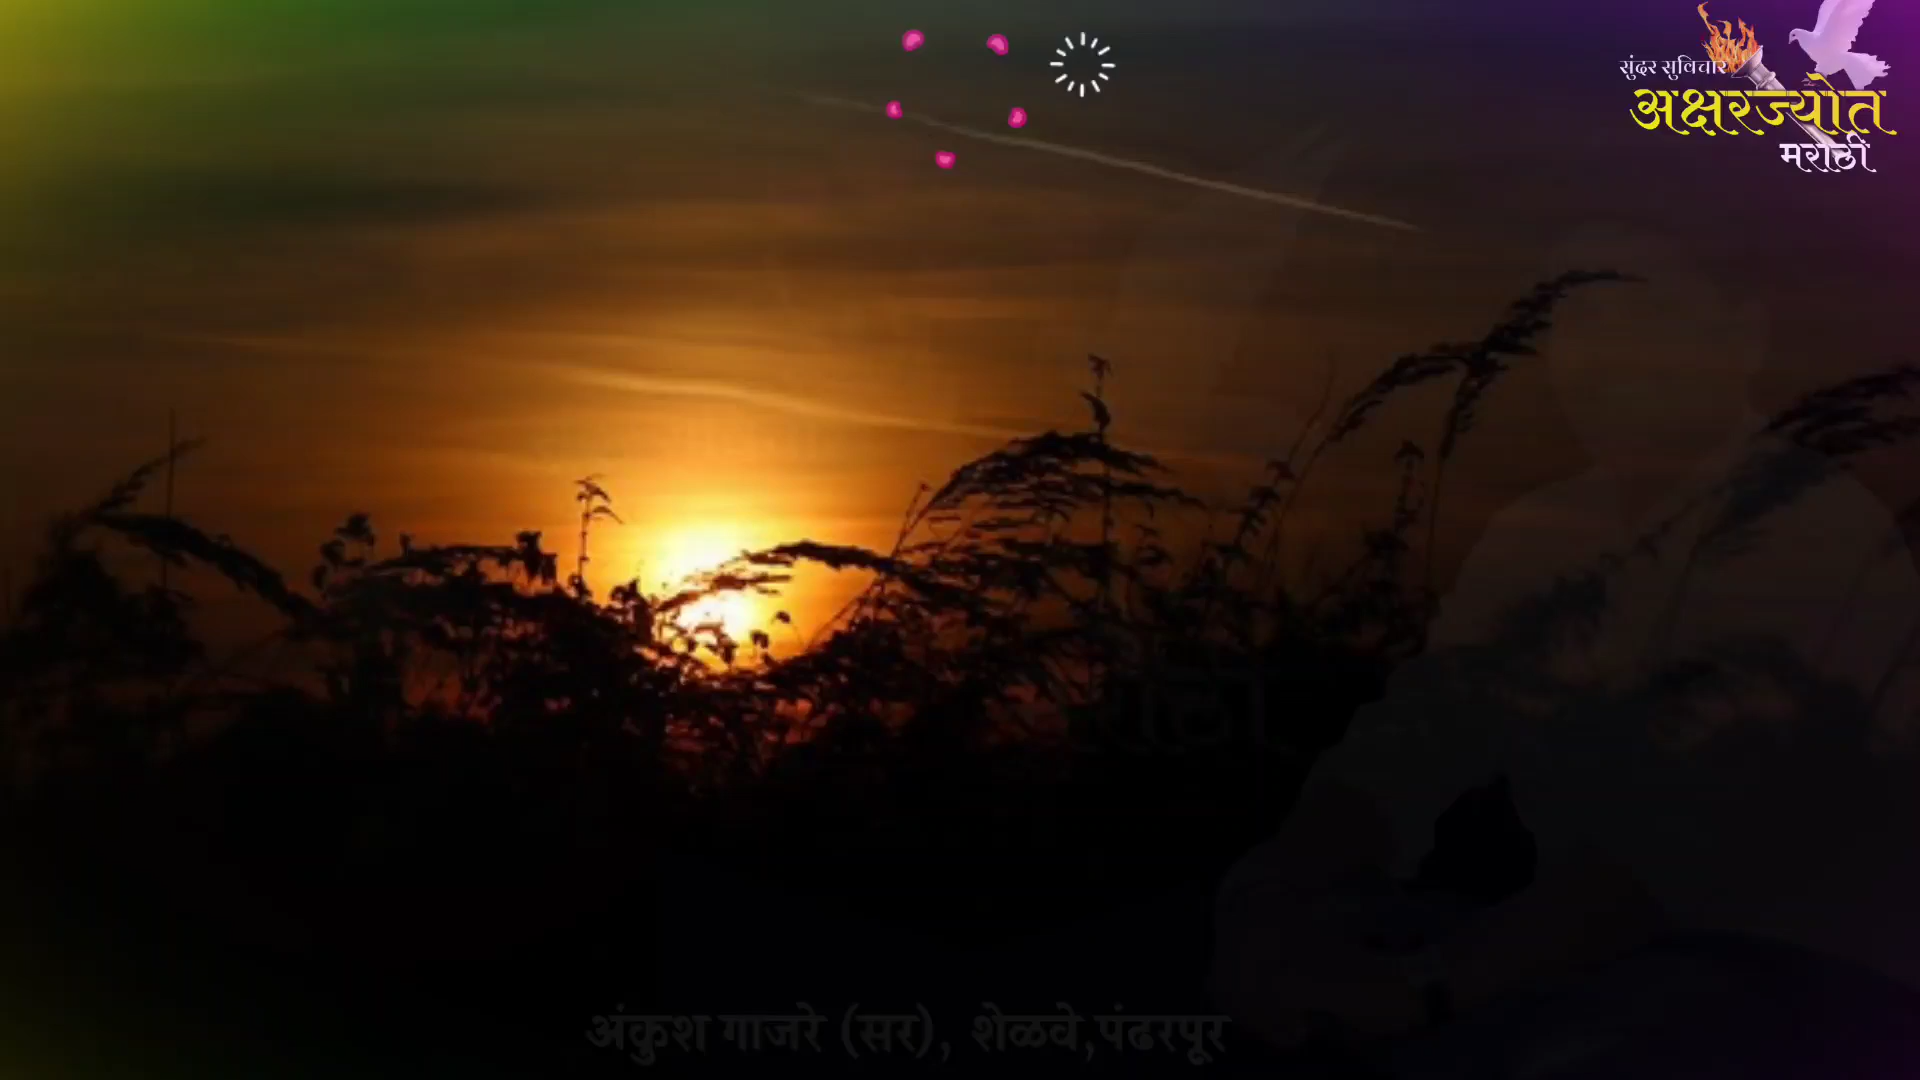 सुंदर सुविचार
अक्षरज्योत
मराठी
अंकुश गाजरे (सर), शेळवे,पंढरपूर